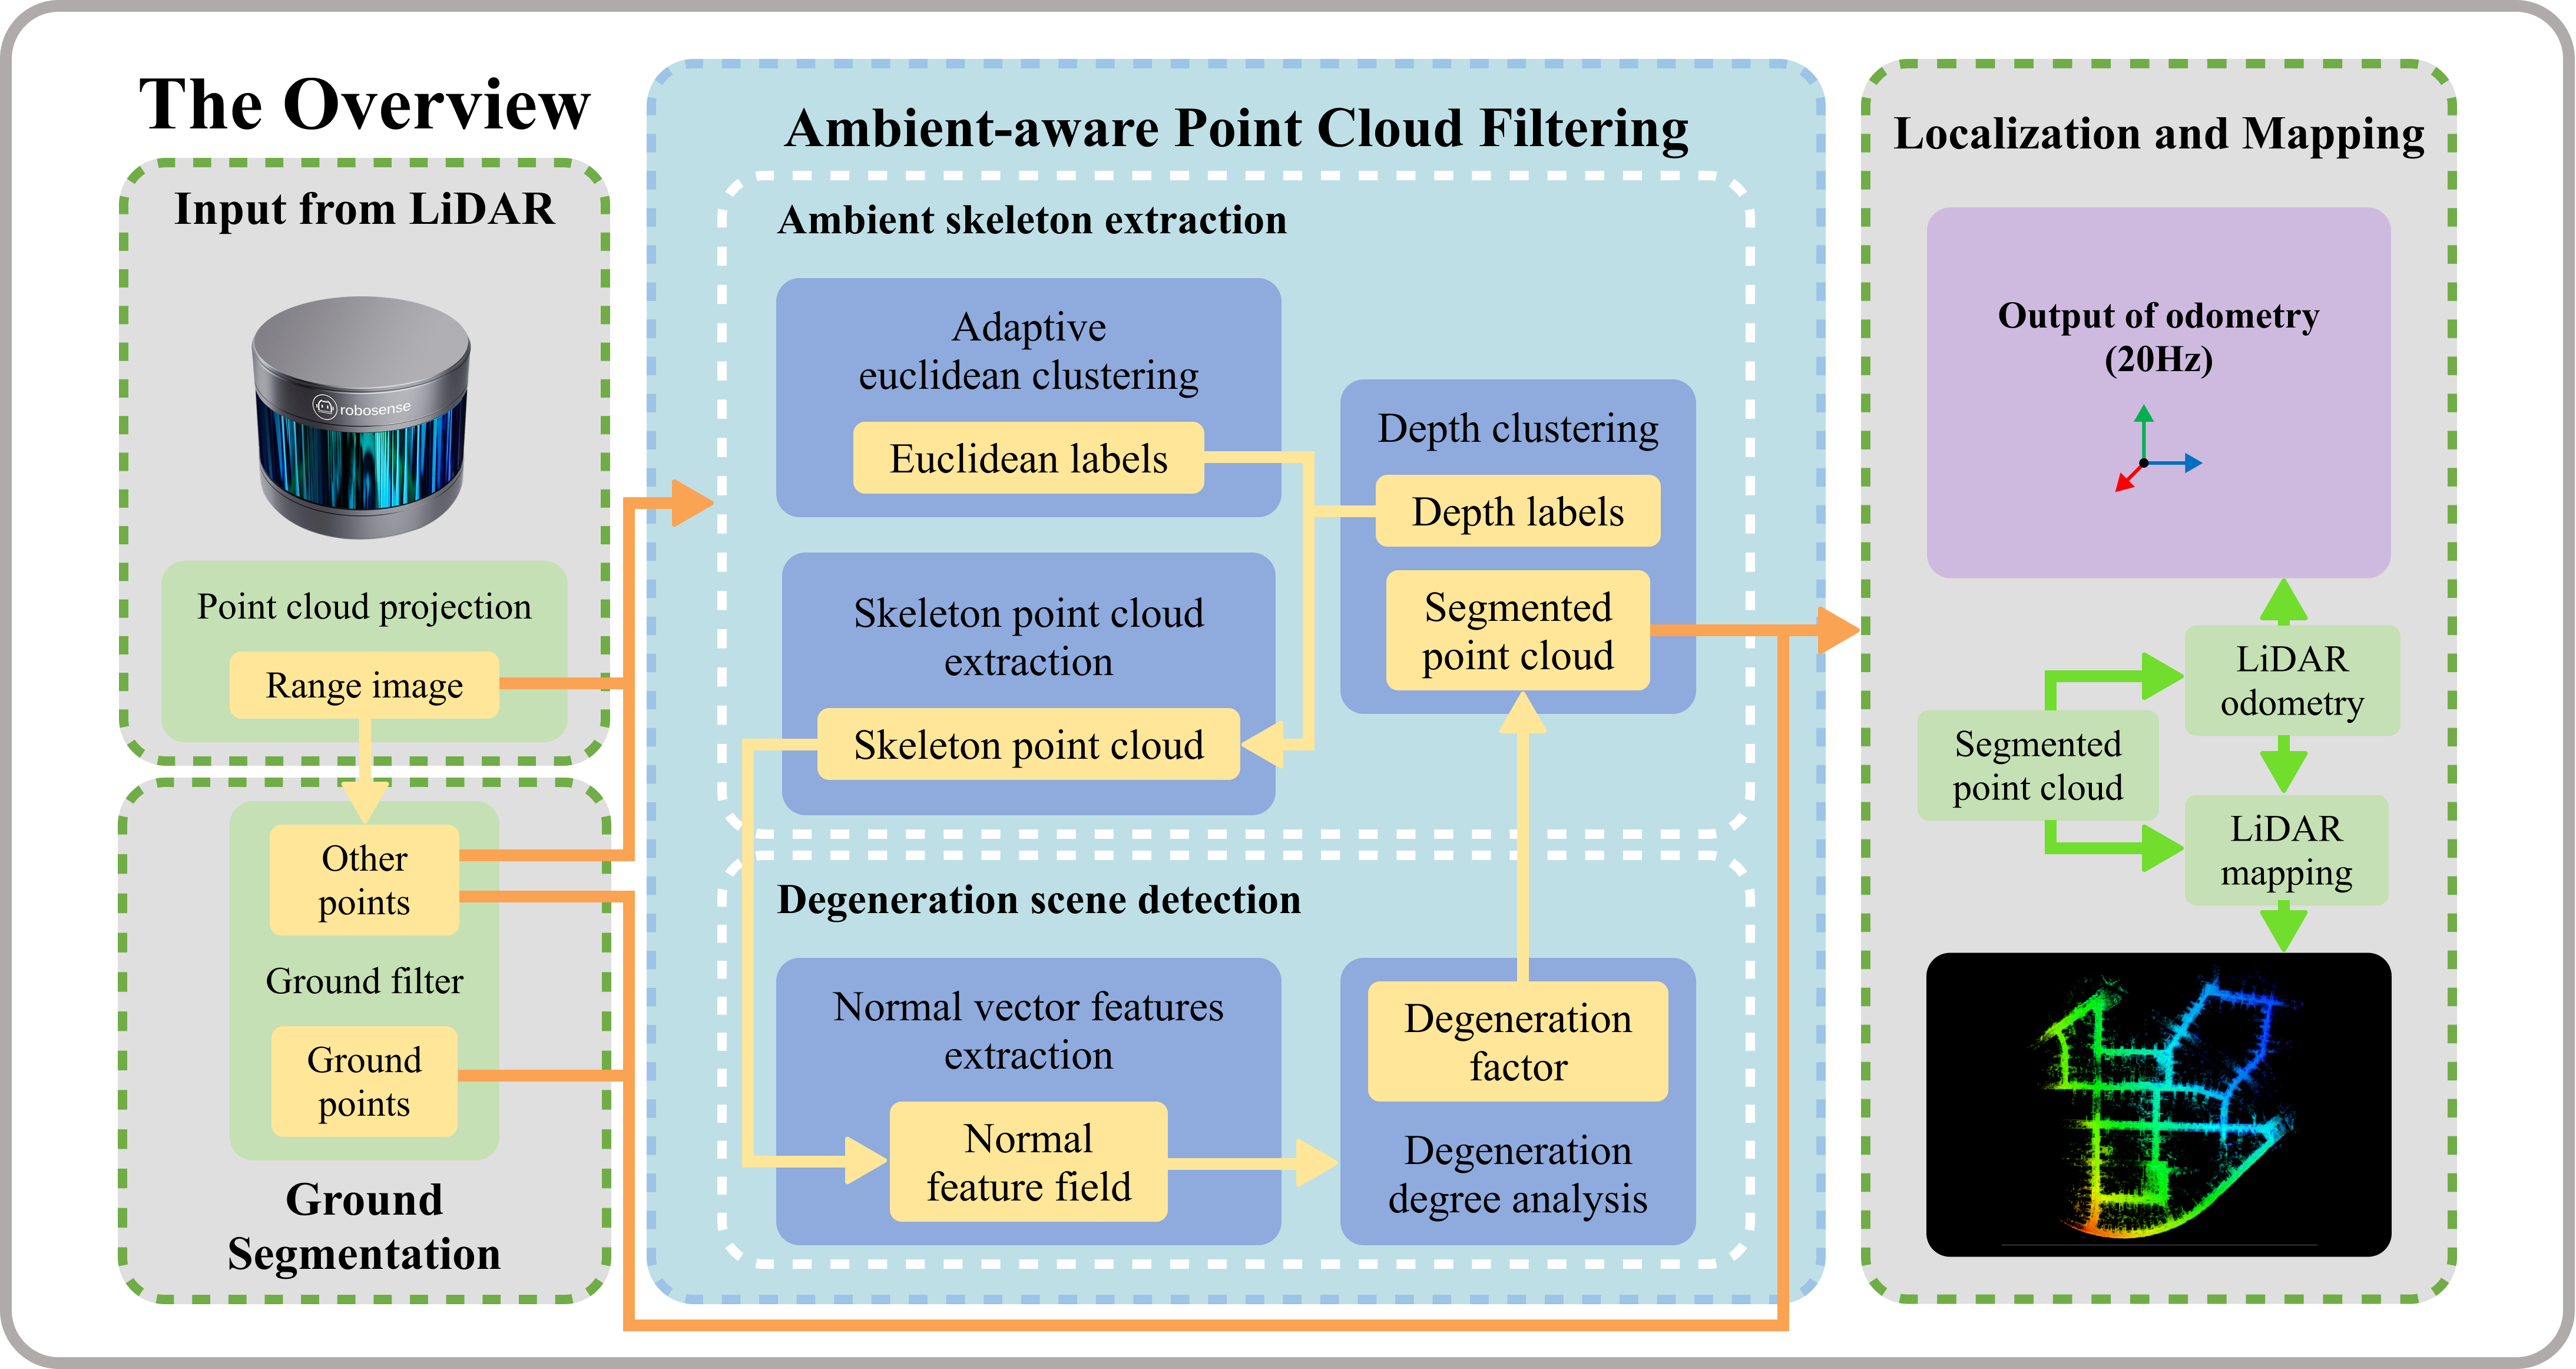 The Overview
Input from LiDAR
robosense
Point cloud projection
Range image
Other
points
Ground filter
Ground
points
Ground
Segmentation
Ambient-aware Point Cloud Filtering
Ambient skeleton extraction
Adaptive
euclidean clustering
Euclidean labels
Depth clustering
Depth labels
Segmented
point cloud
Skeleton point cloud
extraction
Skeleton point cloud
Degeneration scene detection
Normal vector features
extraction
Normal
feature field
Degeneration
factor
Degeneration
degree analysis
Localization and Mapping
Output of odometry
(20Hz)
LiDAR
odometry
Segmented
point cloud
LiDAR
mapping